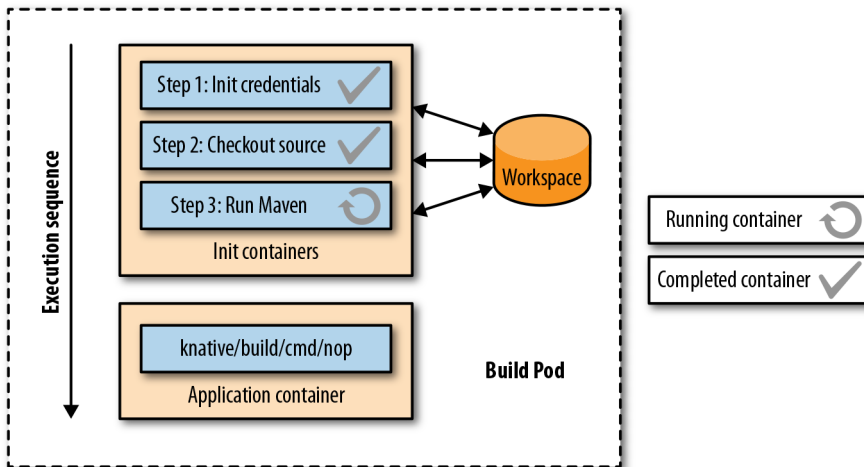 Execution sequence
Step 1: Init credentials
Step 2: Checkout source
Step 3: Run Maven
Init containers
Workspace
knative/build/cmd/nop
Application container
Build Pod
Running container
Completed container